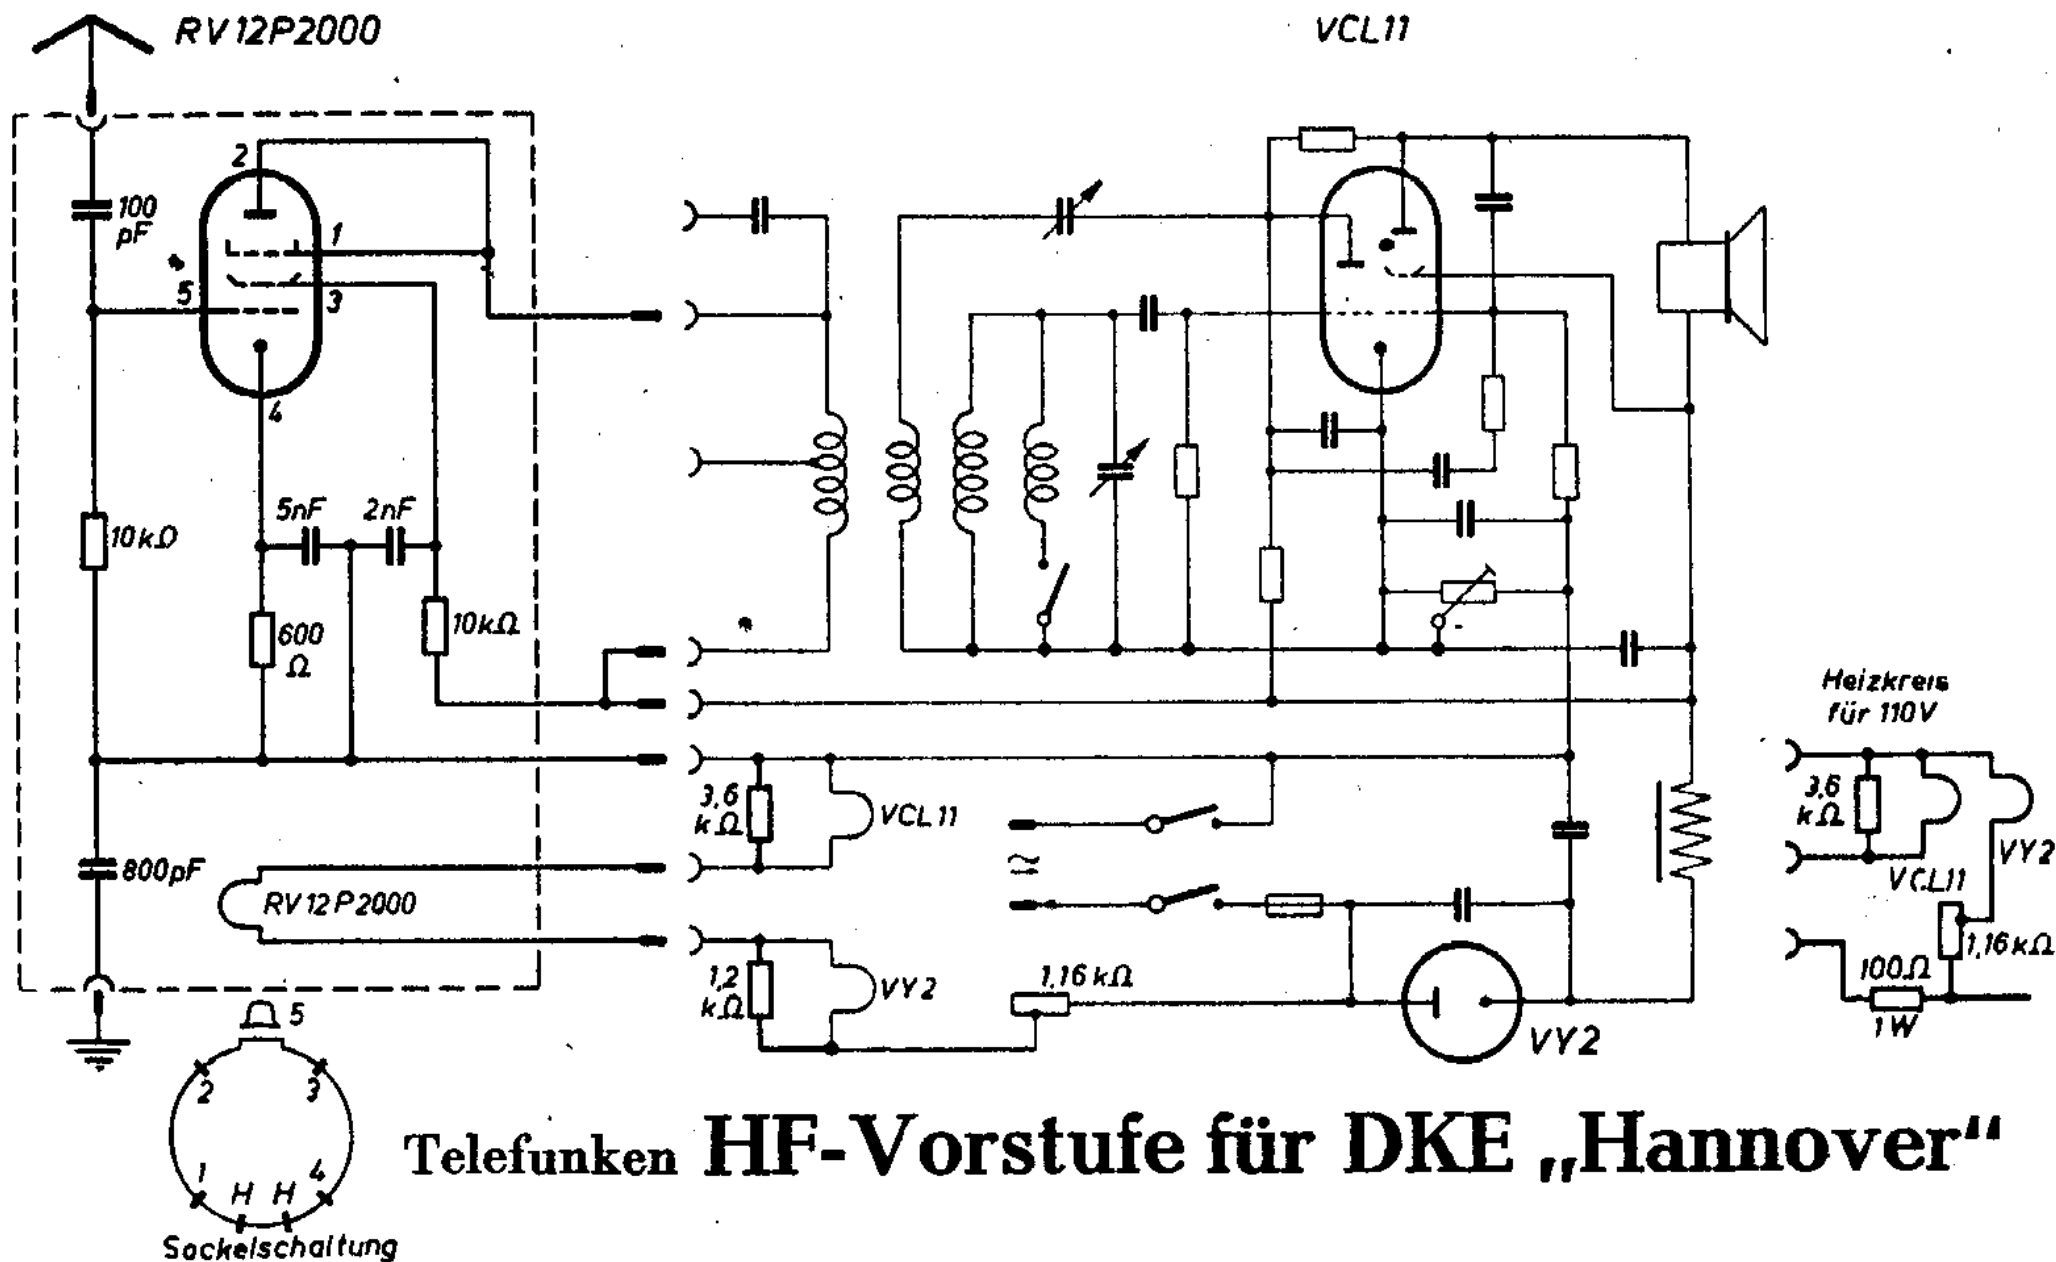 RV12P2000
VCL11
100
pF
2
1
5
3
4
10kΩ
5nF
2nF
600
Ω
10kΩ
800pF
RV12P2000
3,6
kΩ
VCL11
1,2
kΩ
VY2
1,16kΩ
VY2
Heizkreis
für 110V
3,6
kΩ
VY2
VCL11
1,16kΩ
100Ω
1W
5
2
3
1
H
H
4
Sockelschaltung
Telefunken HF-Vorstufe für DKE „Hannover“